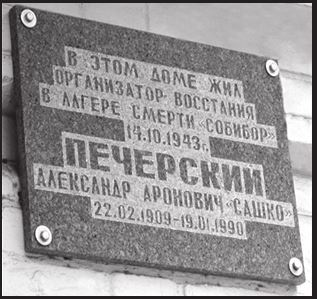 В ЭТОМ ДОМЕ ЖИЛ
ОРГАНИЗАТОР ВОССТАНИЯ
В ЛАГЕРЕ СМЕРТИ „СОБИБОР”
14.10.1943г.
ПЕЧЕРСКИЙ
АЛЕКСАНДР АРОНОВИЧ „САШКО”
22.02.1909-19.01.1990